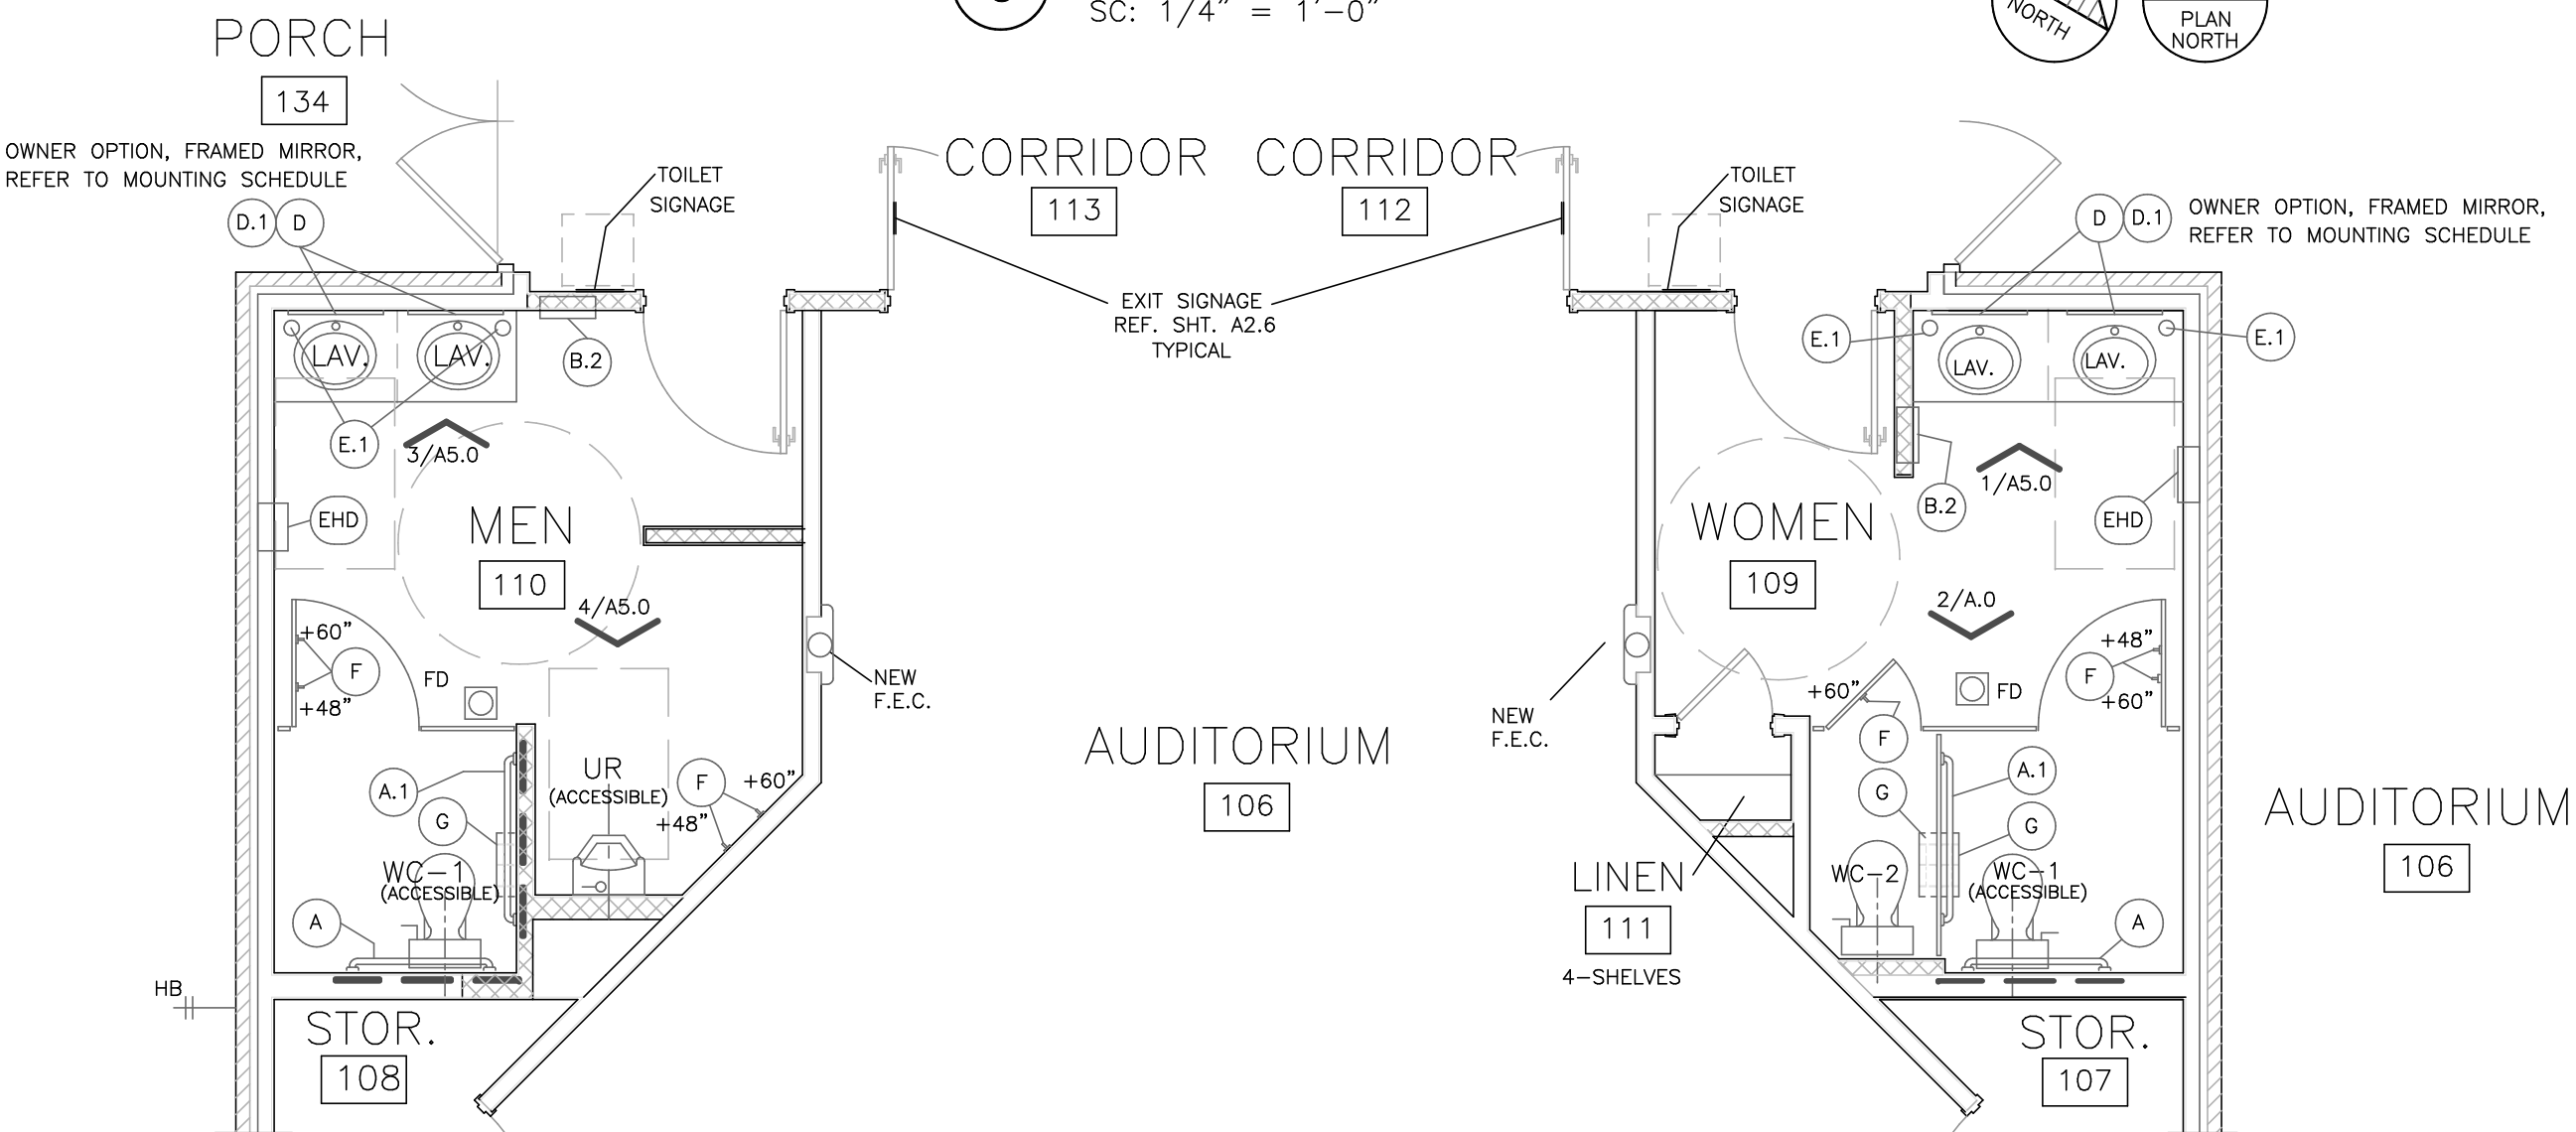 SC: 1/4" = 1'-0"
NORTH
PLAN
NORTH
PORCH
134
OWNER OPTION, FRAMED MIRROR,
REFER TO MOUNTING SCHEDULE
D.1
D
TOILET
SIGNAGE
CORRIDOR
113
CORRIDOR
112
TOILET
SIGNAGE
D
D.1
OWNER OPTION, FRAMED MIRROR,
REFER TO MOUNTING SCHEDULE
EXIT SIGNAGE
REF. SHT. A2.6
TYPICAL
LAV.
LAV.
B.2
E.1
3/A5.0
EHD
MEN
110
4/A5.0
+60"
F
+48"
FD
NEW
F.E.C.
UR
(ACCESSIBLE)
F
+60"
+48"
A.1
G
WC-1
(ACCESSIBLE)
A
HB
STOR.
108
AUDITORIUM
106
E.1
LAV.
LAV.
E.1
B.2
1/A5.0
EHD
WOMEN
109
2/A.0
+48"
F
+60"
FD
+60"
F
NEW
F.E.C.
G
A.1
G
WC-2
WC-1
(ACCESSIBLE)
A
LINEN
111
4-SHELVES
STOR.
107
AUDITORIUM
106